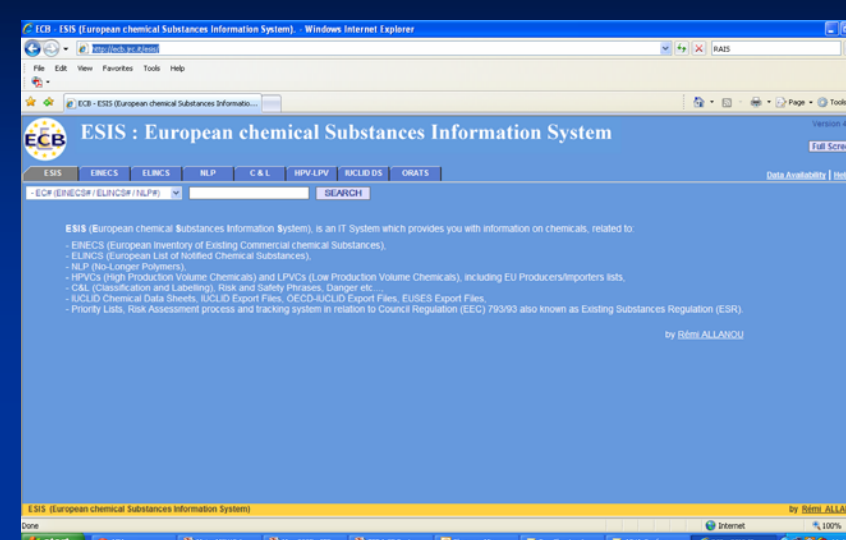 ECB - ESIS (European chemical Substances Information System). - Windows Internet Explorer
http://ecb.jrc.it/esis/
RAIS
File Edit View Favorites Tools Help
ECB - ESIS (European chemical Substances Informatio...
Page Tools
ECB
ESIS : European chemical Substances Information System
Version
Full Scre
ESIS EINECS ELINCS NLP C & L HPV-LPV IUCLID DS ORATS
Data Availability | Hel
- EC# (EINECS# / ELINCS# / NLP#) SEARCH
ESIS (European chemical Substances Information System), is an IT System which provides you with information on chemicals, related to:
- EINECS (European Inventory of Existing Commercial chemical Substances),
- ELINCS (European List of Notified Chemical Substances),
- NLP (No-Longer Polymers),
- HPVCs (High Production Volume Chemicals) and LPVCs (Low Production Volume Chemicals), including EU Producers/Importers lists,
- C&L (Classification and Labelling), Risk and Safety Phrases, Danger etc...,
- IUCLID Chemical Data Sheets, IUCLID Export Files, OECD-IUCLID Export Files, EUSES Export Files,
- Priority Lists, Risk Assessment process and tracking system in relation to Council Regulation (EEC) 793/93 also known as Existing Substances Regulation (ESR).
by Rémi ALLANOU
ESIS (European chemical Substances Information System)
by Rémi ALLA
Done
Internet
100%